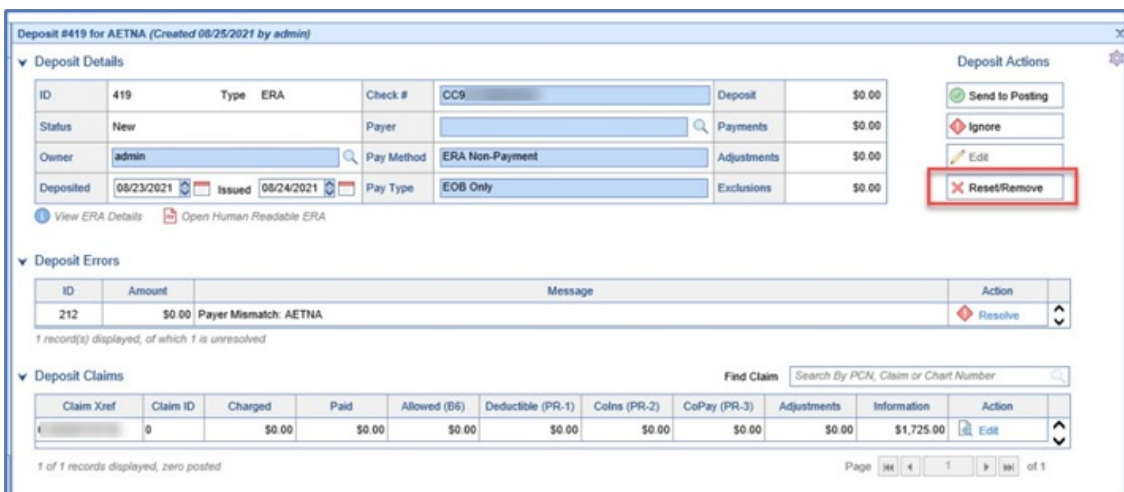 Deposit #419 for AETNA (Created 08/25/2021 by admin)
Deposit Details
Deposit Actions
ID 419 Type ERA Check # CC9 Deposit $0.00 Send to Posting
Status New Payer Payments $0.00 Ignore
Owner admin Pay Method ERA Non-Payment Adjustments $0.00 Edit
Deposited 08/23/2021 Issued 08/24/2021 Pay Type EOB Only Exclusions $0.00 Reset/Remove
View ERA Details Open Human Readable ERA
Deposit Errors
ID Amount Message Action
212 $0.00 Payer Mismatch: AETNA Resolve
1 record(s) displayed, of which 1 is unresolved
Deposit Claims Find Claim Search By PCN, Claim or Chart Number
Claim Xref Claim ID Charged Paid Allowed (B6) Deductible (PR-1) CoIns (PR-2) CoPay (PR-3) Adjustments Information Action
0 $0.00 $0.00 $0.00 $0.00 $0.00 $0.00 $0.00 $1,725.00 Edit
1 of 1 records displayed, zero posted Page 1 of 1